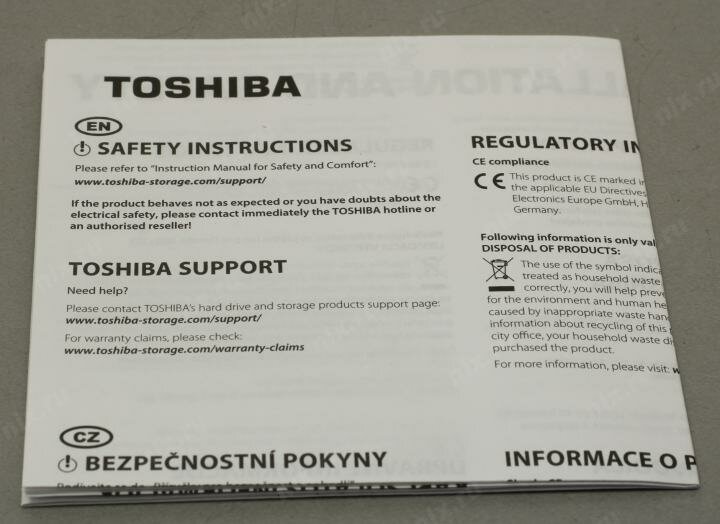 TOSHIBA
EN
SAFETY INSTRUCTIONS
Please refer to "Instruction Manual for Safety and Comfort":
www.toshiba-storage.com/support/
If the product behaves not as expected or you have doubts about the
electrical safety, please contact immediately the TOSHIBA hotline or
an authorised reseller!
TOSHIBA SUPPORT
Need help?
Please contact TOSHIBA's hard drive and storage products support page:
www.toshiba-storage.com/support/
For warranty claims, please check:
www.toshiba-storage.com/warranty-claims
REGULATORY IN
CE compliance
CE This product is CE marked i
the applicable EU Directives
Electronics Europe GmbH, H
Germany.
Following information is only val
DISPOSAL OF PRODUCTS:
The use of the symbol indica
treated as household waste
correctly, you will help preve
for the environment and human he
caused by inappropriate waste han
information about recycling of this
city office, your household waste di
purchased the product.
For more information, please visit: w
CZ
BEZPEČNOSTNÍ POKYNY
INFORMACE O P